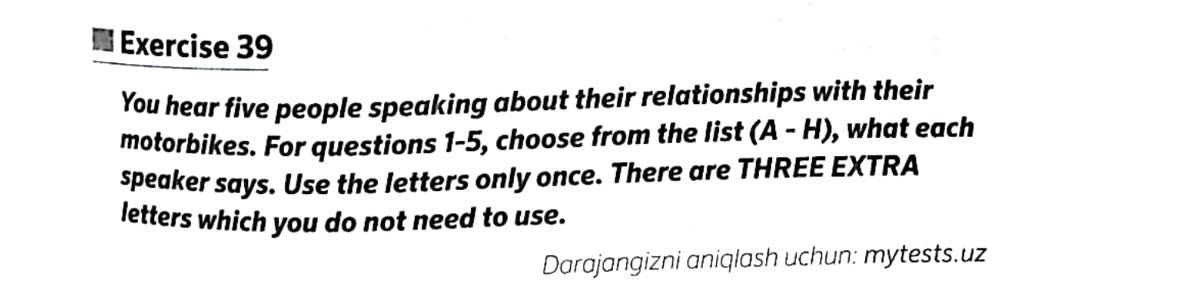 Exercise 39
You hear five people speaking about their relationships with their
motorbikes. For questions 1-5, choose from the list (A - H), what each
speaker says. Use the letters only once. There are THREE EXTRA
letters which you do not need to use.
Darajangizni aniqlash uchun: mytests.uz